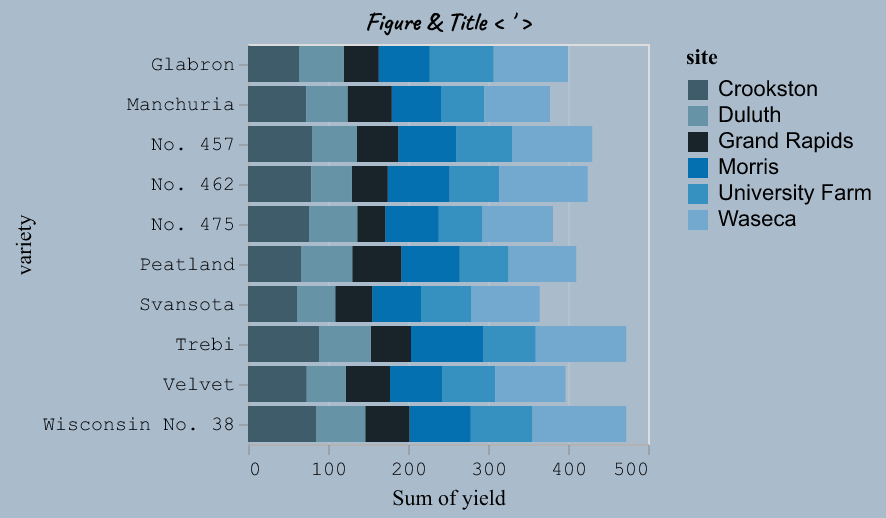 Figure & Title < ' >
site
Crookston
Duluth
Grand Rapids
Morris
University Farm
Waseca
variety
Glabron
Manchuria
No. 457
No. 462
No. 475
Peatland
Svansota
Trebi
Velvet
Wisconsin No. 38
0 100 200 300 400 500
Sum of yield